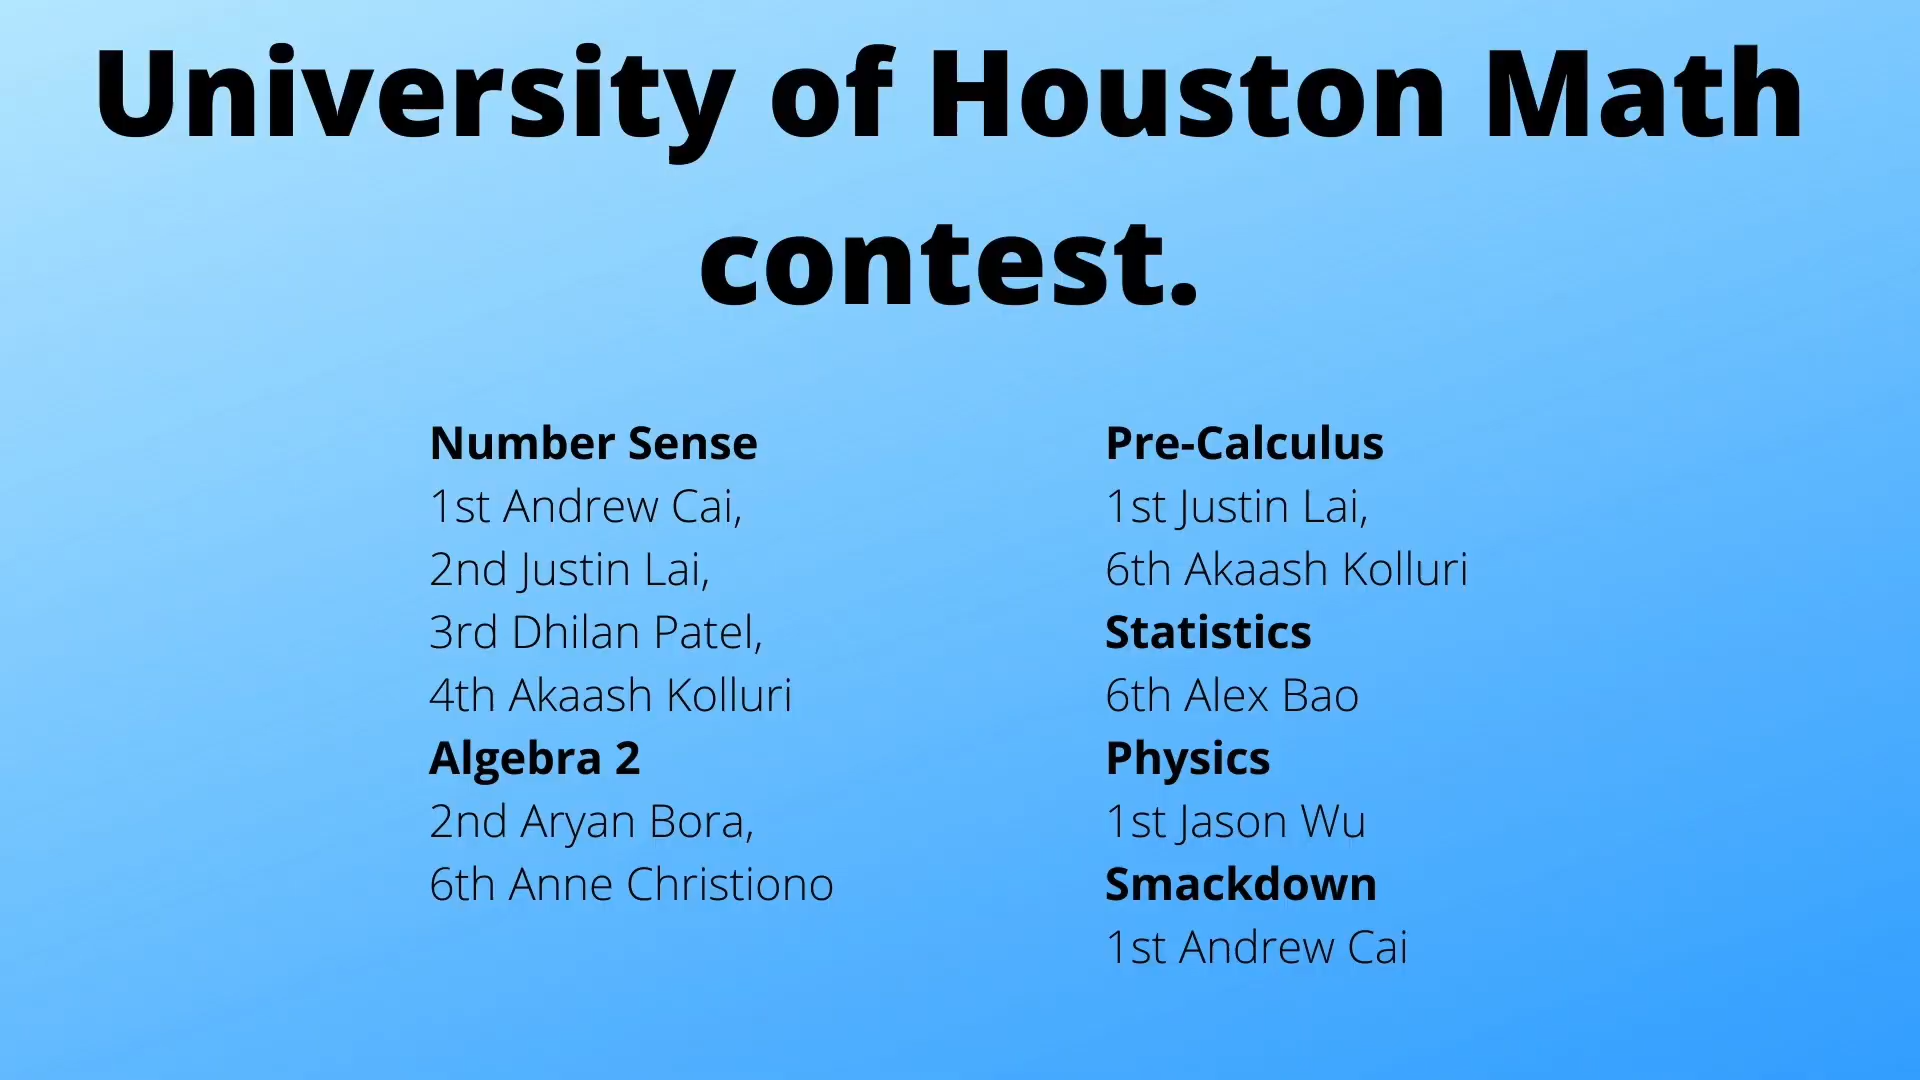 University of Houston Math
contest.
Number Sense
1st Andrew Cai,
2nd Justin Lai,
3rd Dhilan Patel,
4th Akaash Kolluri
Algebra 2
2nd Aryan Bora,
6th Anne Christiono
Pre-Calculus
1st Justin Lai,
6th Akaash Kolluri
Statistics
6th Alex Bao
Physics
1st Jason Wu
Smackdown
1st Andrew Cai